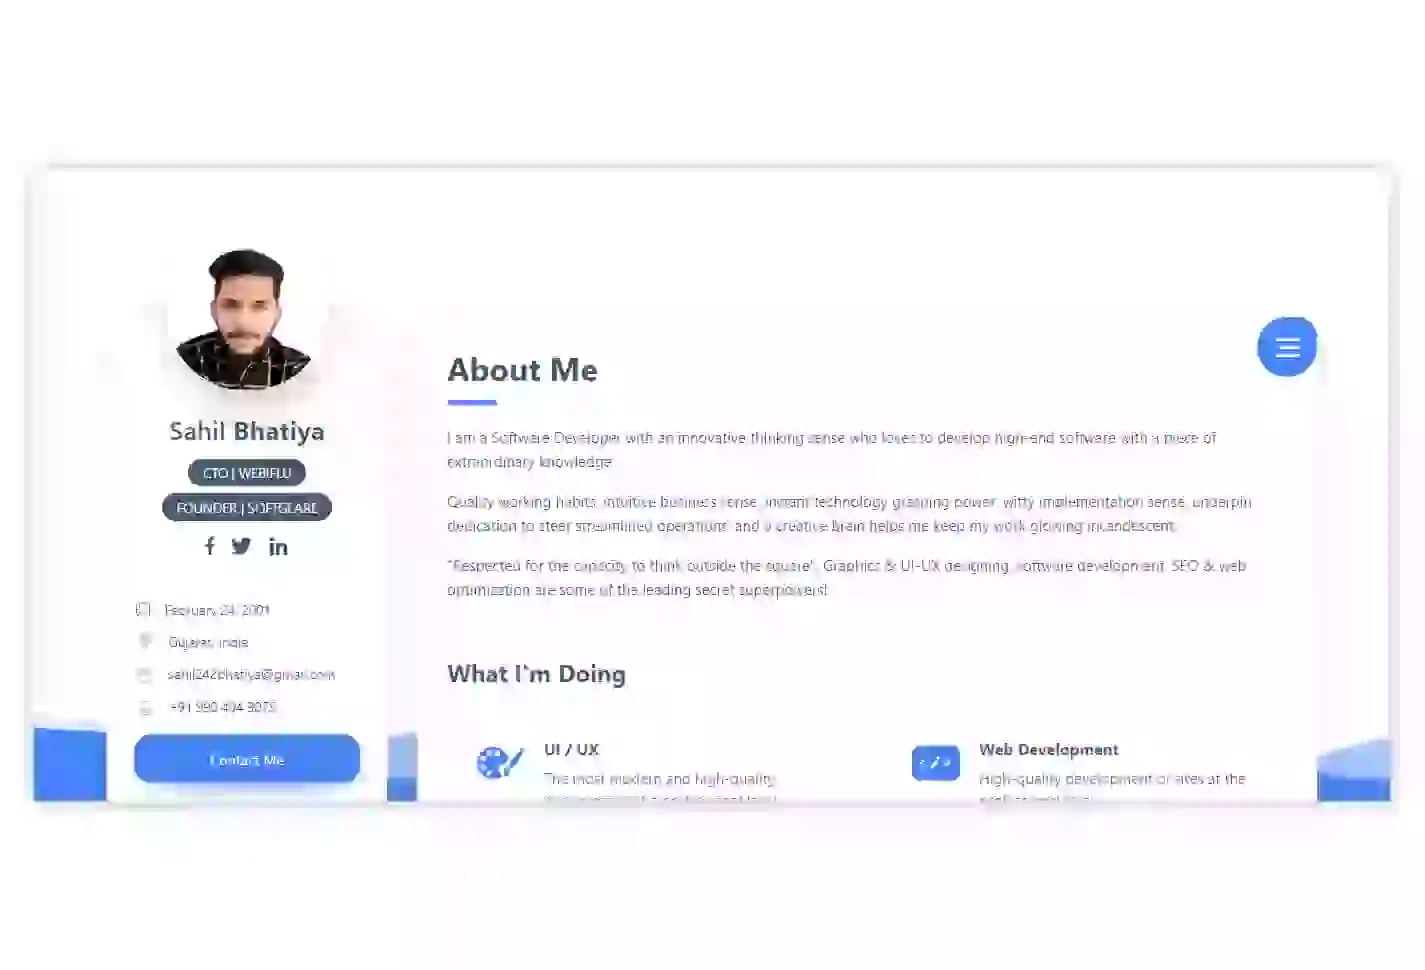 Sahil Bhatiya
CTO | WEBIFLU
FOUNDER | SOFTGLARE
February 24, 2001
Gujarat, India
sahil242bhatiya@gmail.com
+91
Contact Me
About Me
I am a Software Developer with an innovative thinking sense who loves to develop high-end software with a piece of
extraordinary knowledge.
Quality working habits, intuitive business sense, instant technology grasping power, witty implementation sense, underpin
dedication to steer streamlined operations, and a creative brain helps me keep my work glowing incandescent.
"Respected for the capacity to think outside the square", Graphics & UI-UX designing, software development, SEO & web
optimization are some of the leading secret superpowers!
What I'm Doing
UI / UX
The most modern and high-quality
Web Development
High-quality development of sites at the